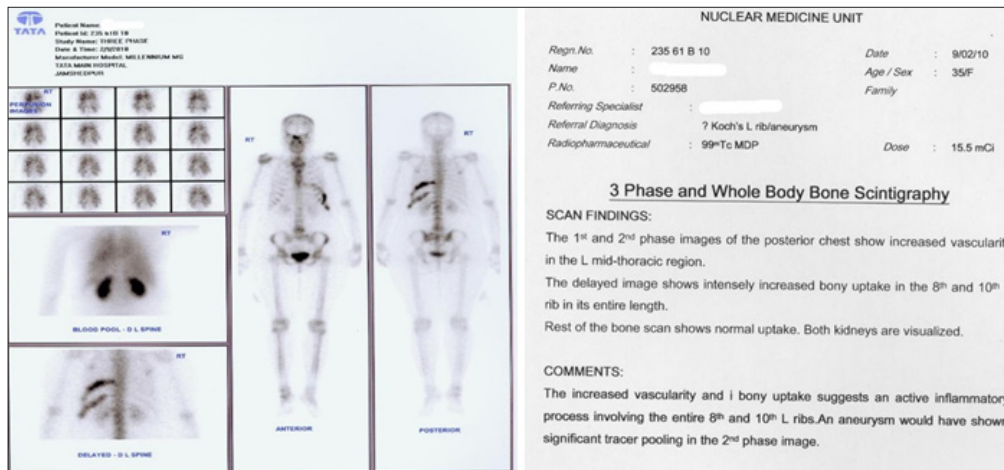 TATA
Patient Name:
Patient Id: 235 61B 10
Study Name: THREE PHASE
Date & Time: 2/9/2010
Manufacturer Model: MILLENNIUM MG
TATA MAIN HOSPITAL
JAMSHEDPUR
RT
PERFUSION
IMAGES
RT
BLOOD POOL - D L SPINE
RT
DELAYED - D L SPINE
RT
ANTERIOR
RT
POSTERIOR
NUCLEAR MEDICINE UNIT
Regn.No. : 235 61 B 10 Date : 9/02/10
Name : Age / Sex : 35/F
P.No. : 502958 Family
Referring Specialist :
Referral Diagnosis ? Koch's L rib/aneurysm
Radiopharmaceutical : 99mTc MDP Dose : 15.5 mCi
3 Phase and Whole Body Bone Scintigraphy
SCAN FINDINGS:
The 1st and 2nd phase images of the posterior chest show increased vascularit
in the L mid-thoracic region.
The delayed image shows intensely increased bony uptake in the 8th and 10th
rib in its entire length.
Rest of the bone scan shows normal uptake. Both kidneys are visualized.
COMMENTS:
The increased vascularity and i bony uptake suggests an active inflammatory
process involving the entire 8th and 10th L ribs.An aneurysm would have shown
significant tracer pooling in the 2nd phase image.